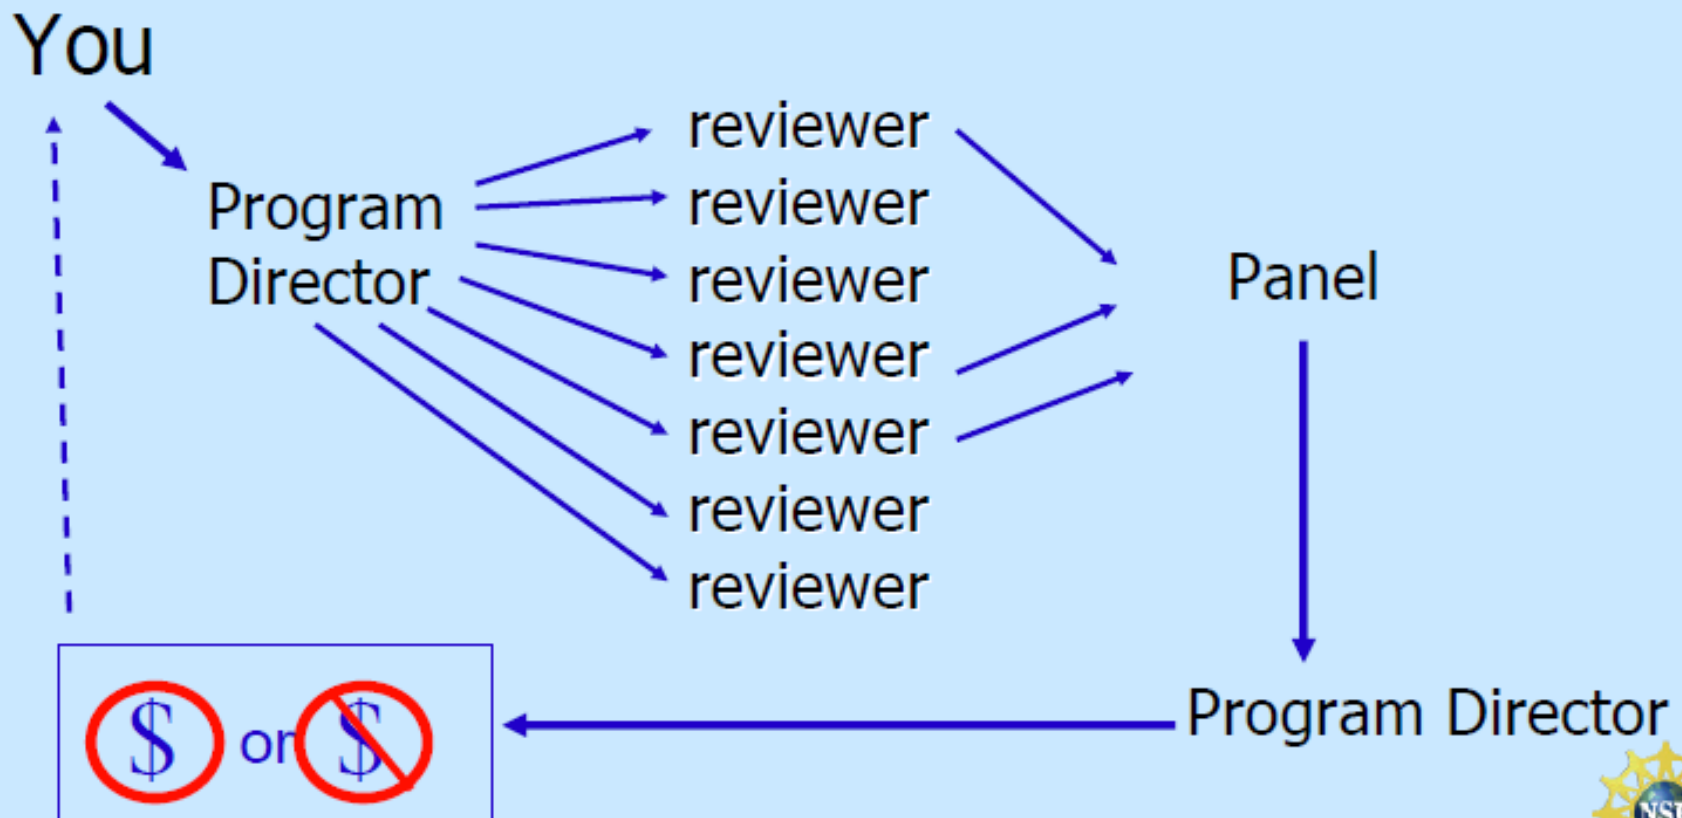 You
Program
Director
reviewer
reviewer
reviewer
reviewer
reviewer
reviewer
reviewer
Panel
Program Director
$ or $